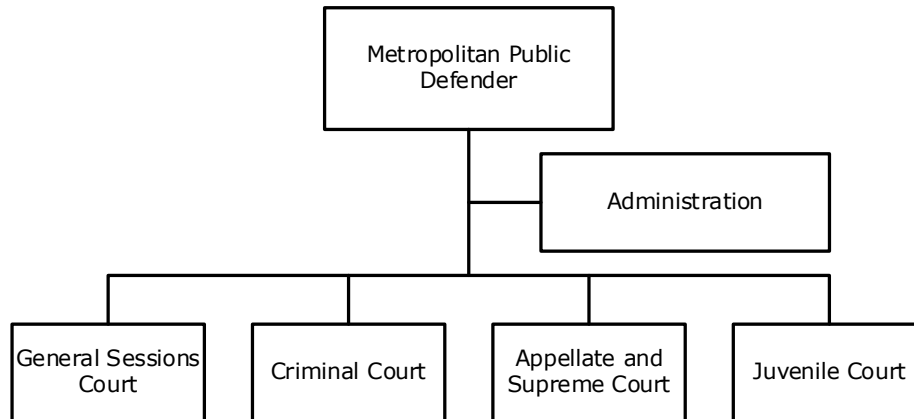 Metropolitan Public
Defender
Administration
General Sessions
Court
Criminal Court
Appellate and
Supreme Court
Juvenile Court